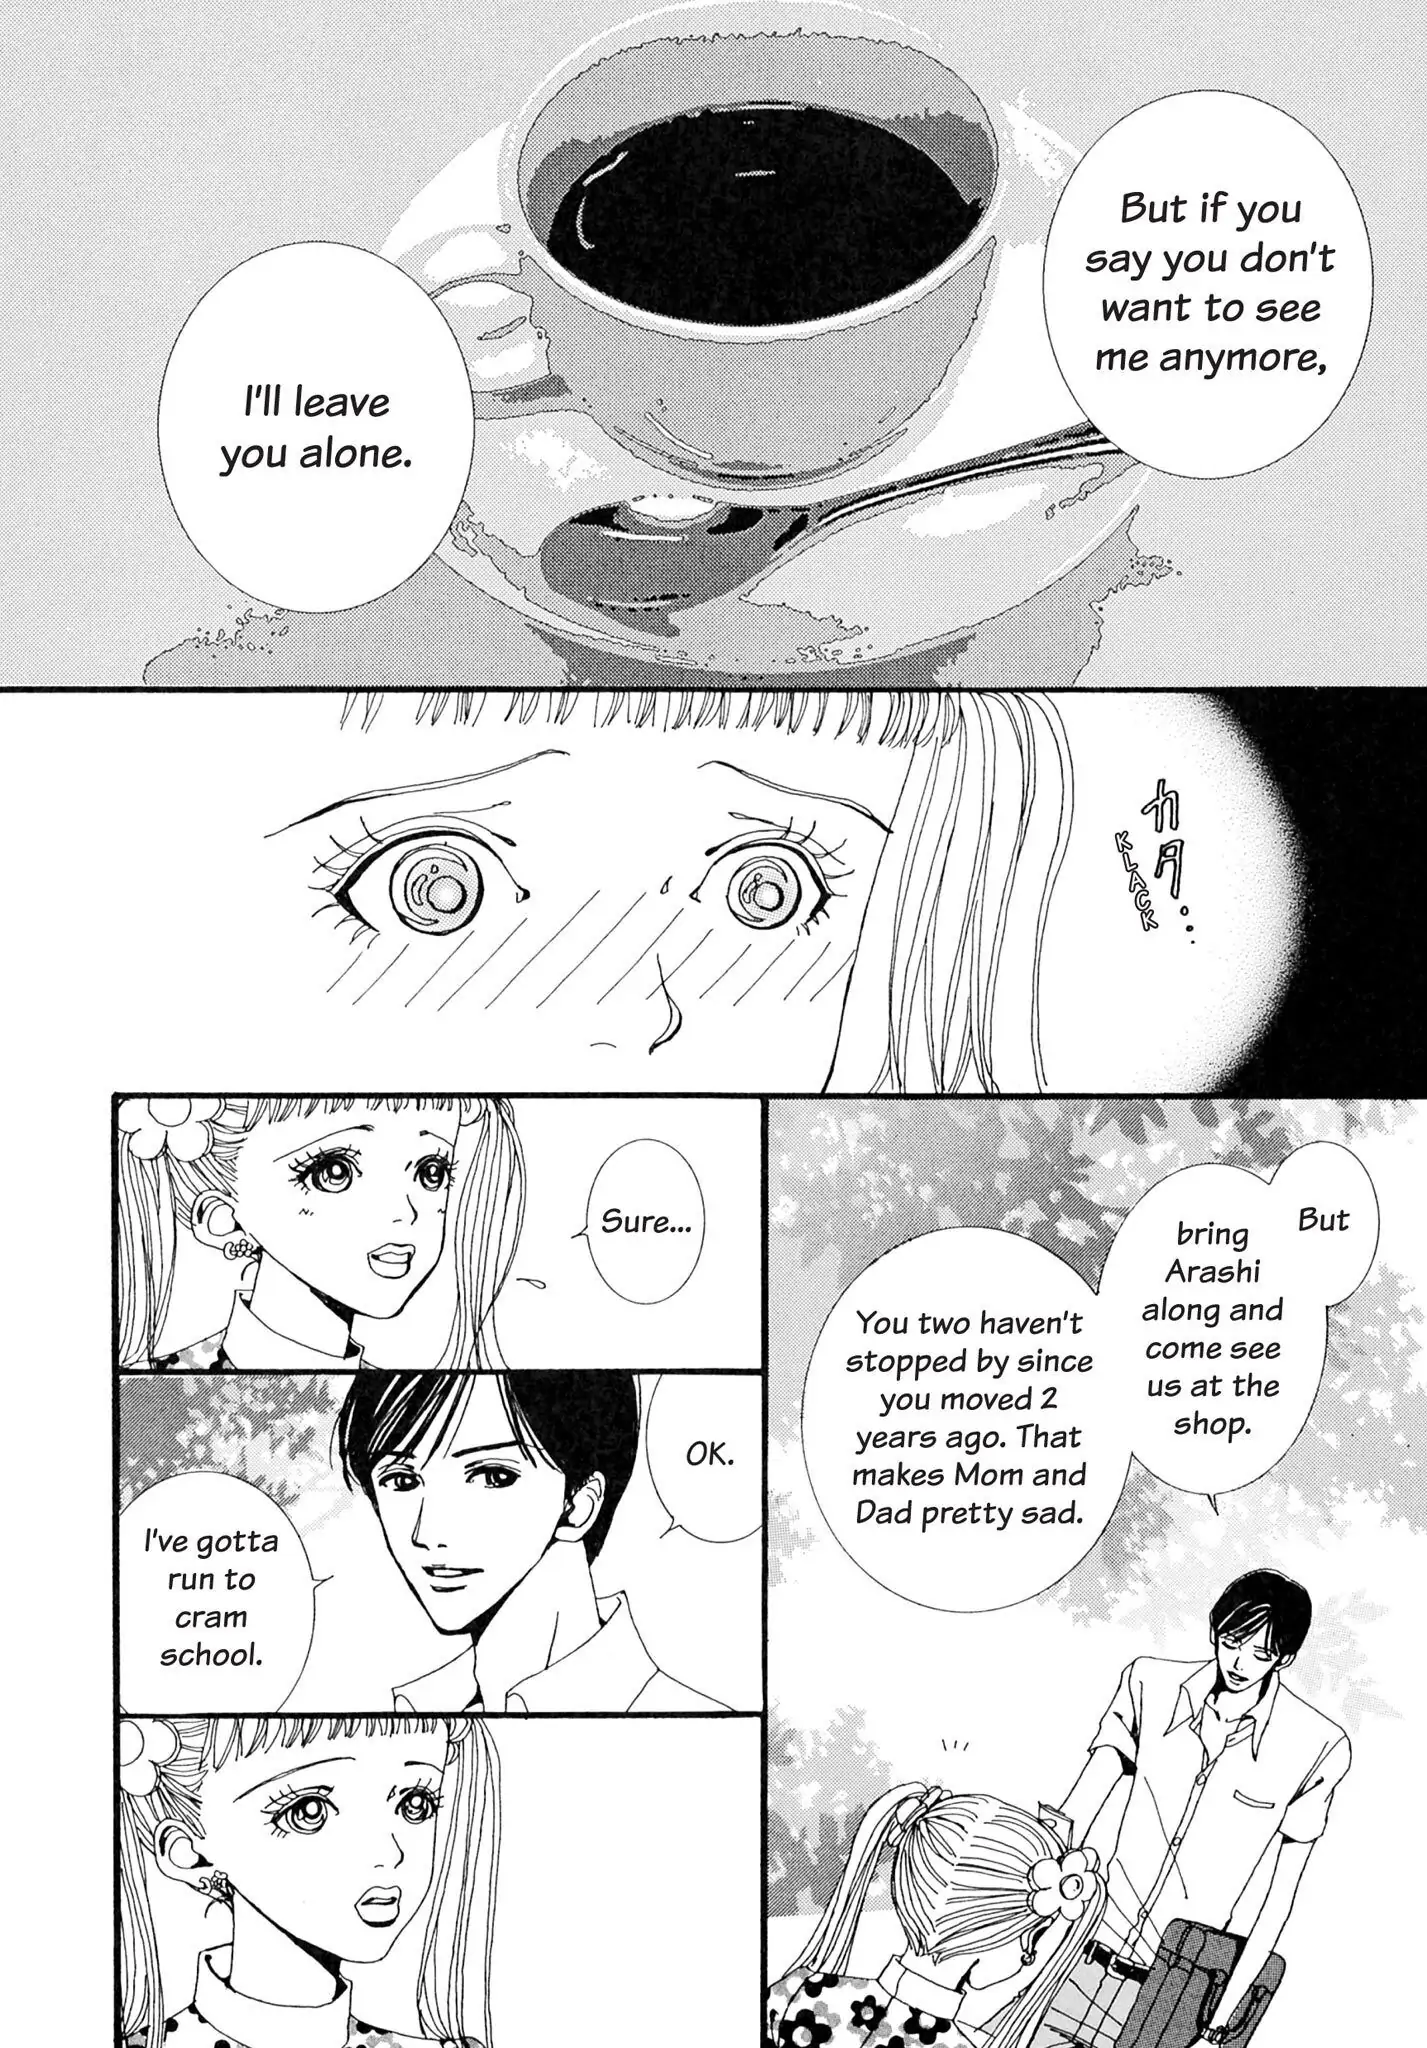 But if you
say you don't
want to see
me anymore,
I'll leave
you alone.
カタ...
KLACK
But
bring
Arashi
along and
come see
us at the
shop.
You two haven't
stopped by since
you moved 2
years ago. That
makes Mom and
Dad pretty sad.
Sure...
OK.
I've gotta
run to
cram
school.